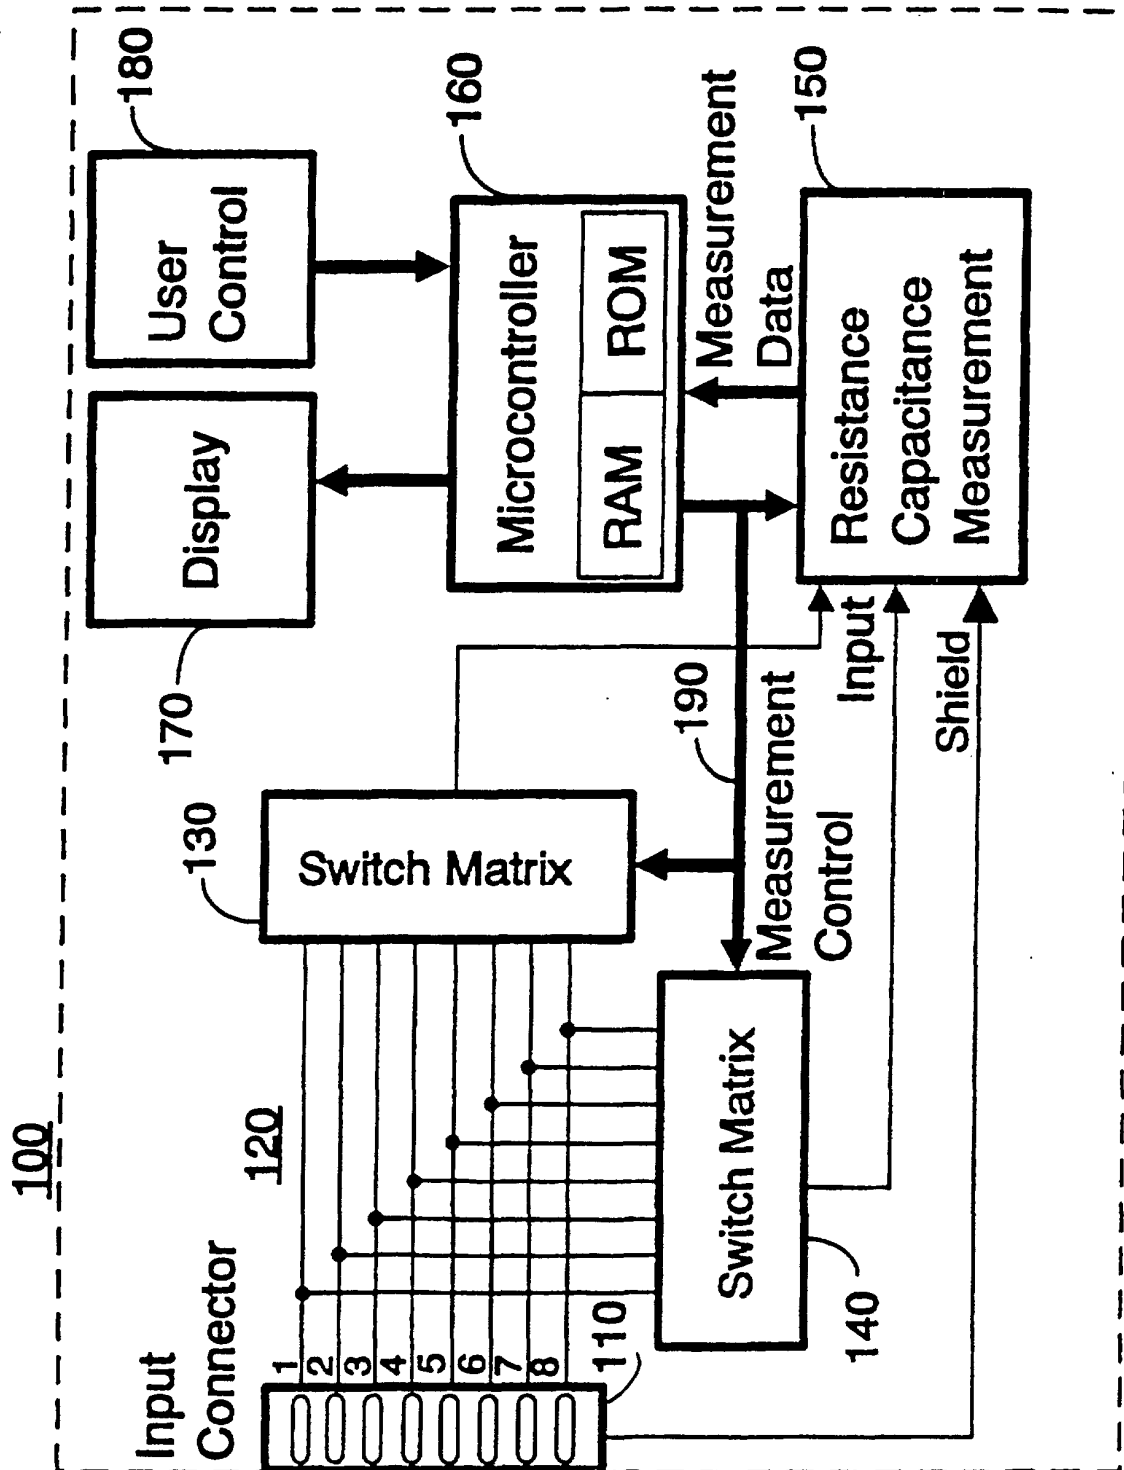 100
Input
Connector
1
2
3
4
5
6
7
8
110
120
130
Switch Matrix
140
Switch Matrix
190
Measurement
Control
170
Display
180
User
Control
160
Microcontroller
RAM
ROM
Measurement
Data
150
Resistance
Capacitance
Measurement
Input
Shield